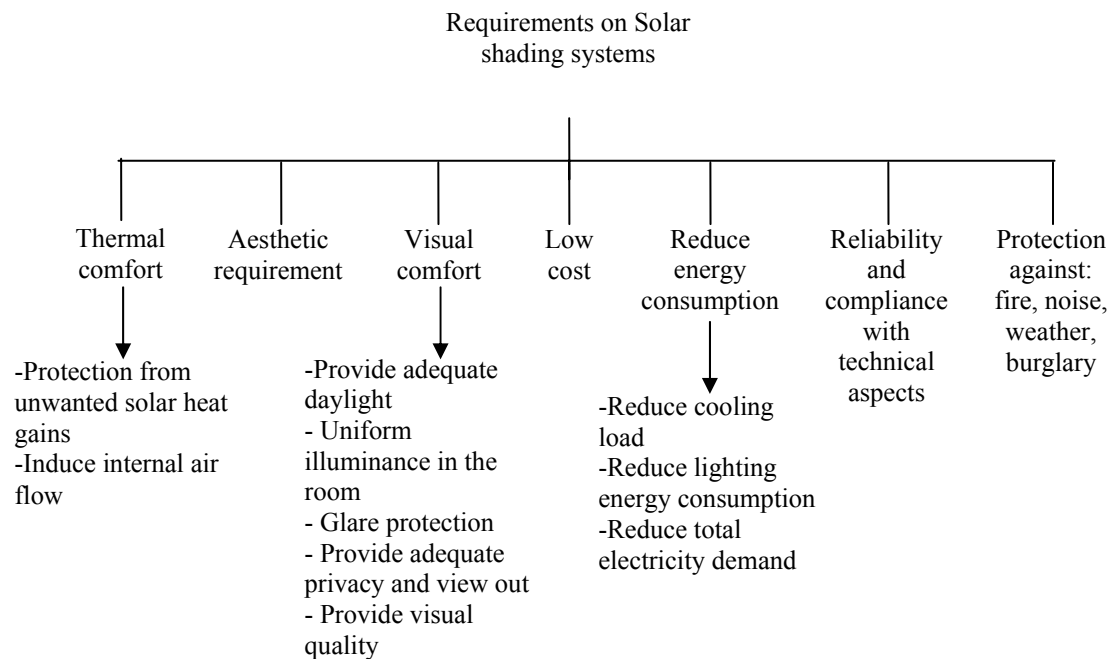 Requirements on Solar
shading systems
Thermal
comfort
Aesthetic
requirement
Visual
comfort
Low
cost
Reduce
energy
consumption
Reliability
and
compliance
with
technical
aspects
Protection
against:
fire, noise,
weather,
burglary
-Protection from
unwanted solar heat
gains
-Induce internal air
flow
-Provide adequate
daylight
- Uniform
illuminance in the
room
- Glare protection
- Provide adequate
privacy and view out
- Provide visual
quality
-Reduce cooling
load
-Reduce lighting
energy consumption
-Reduce total
electricity demand